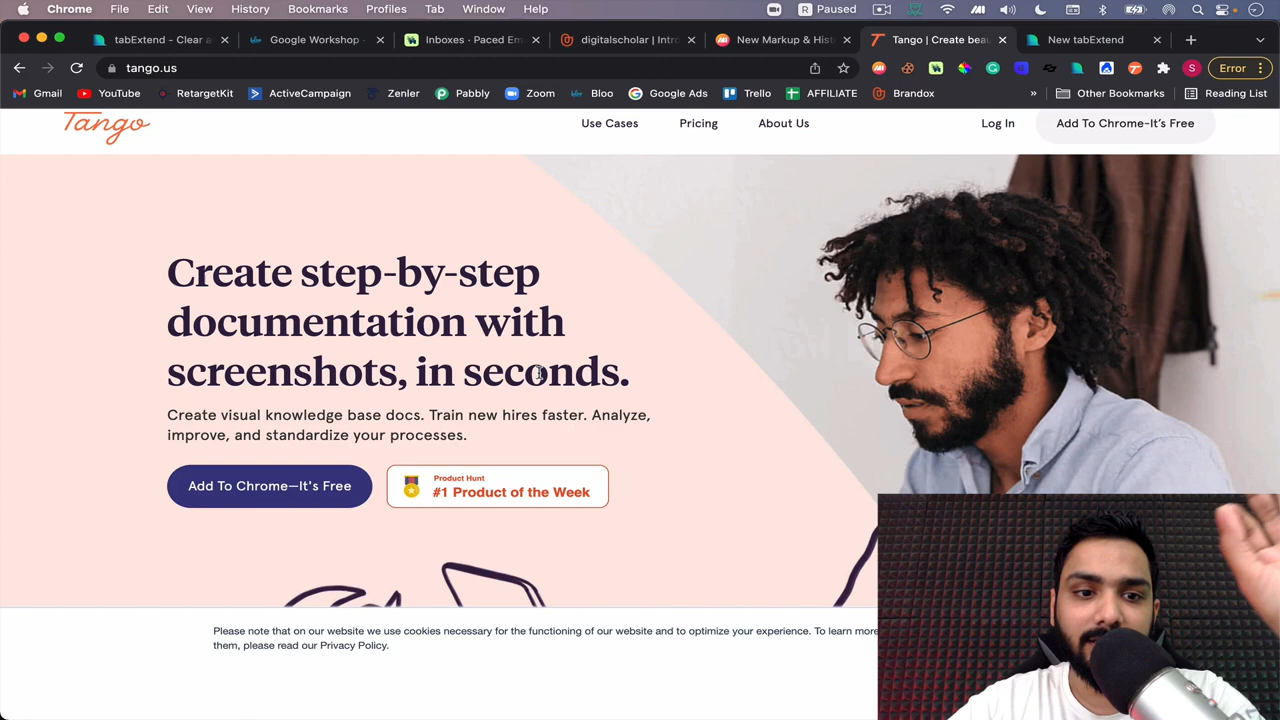 Chrome File Edit View History Bookmarks Profiles Tab Window Help R Paused
tabExtend - Clear a Google Workshop - Inboxes - Paced Em digitalscholar | Intro New Markup & Hist Tango | Create beau New tabExtend
tango.us S Error
Gmail YouTube RetargetKit ActiveCampaign Zenler Pabbly Zoom Bloo Google Ads Trello AFFILIATE Brandox » Other Bookmarks Reading List
Tango Use Cases Pricing About Us Log In Add To Chrome-It's Free
Create step-by-step
documentation with
screenshots, in seconds.
Create visual knowledge base docs. Train new hires faster. Analyze,
improve, and standardize your processes.
Add To Chrome—It's Free
Product Hunt
#1 Product of the Week
Please note that on our website we use cookies necessary for the functioning of our website and to optimize your experience. To learn more
them, please read our Privacy Policy.